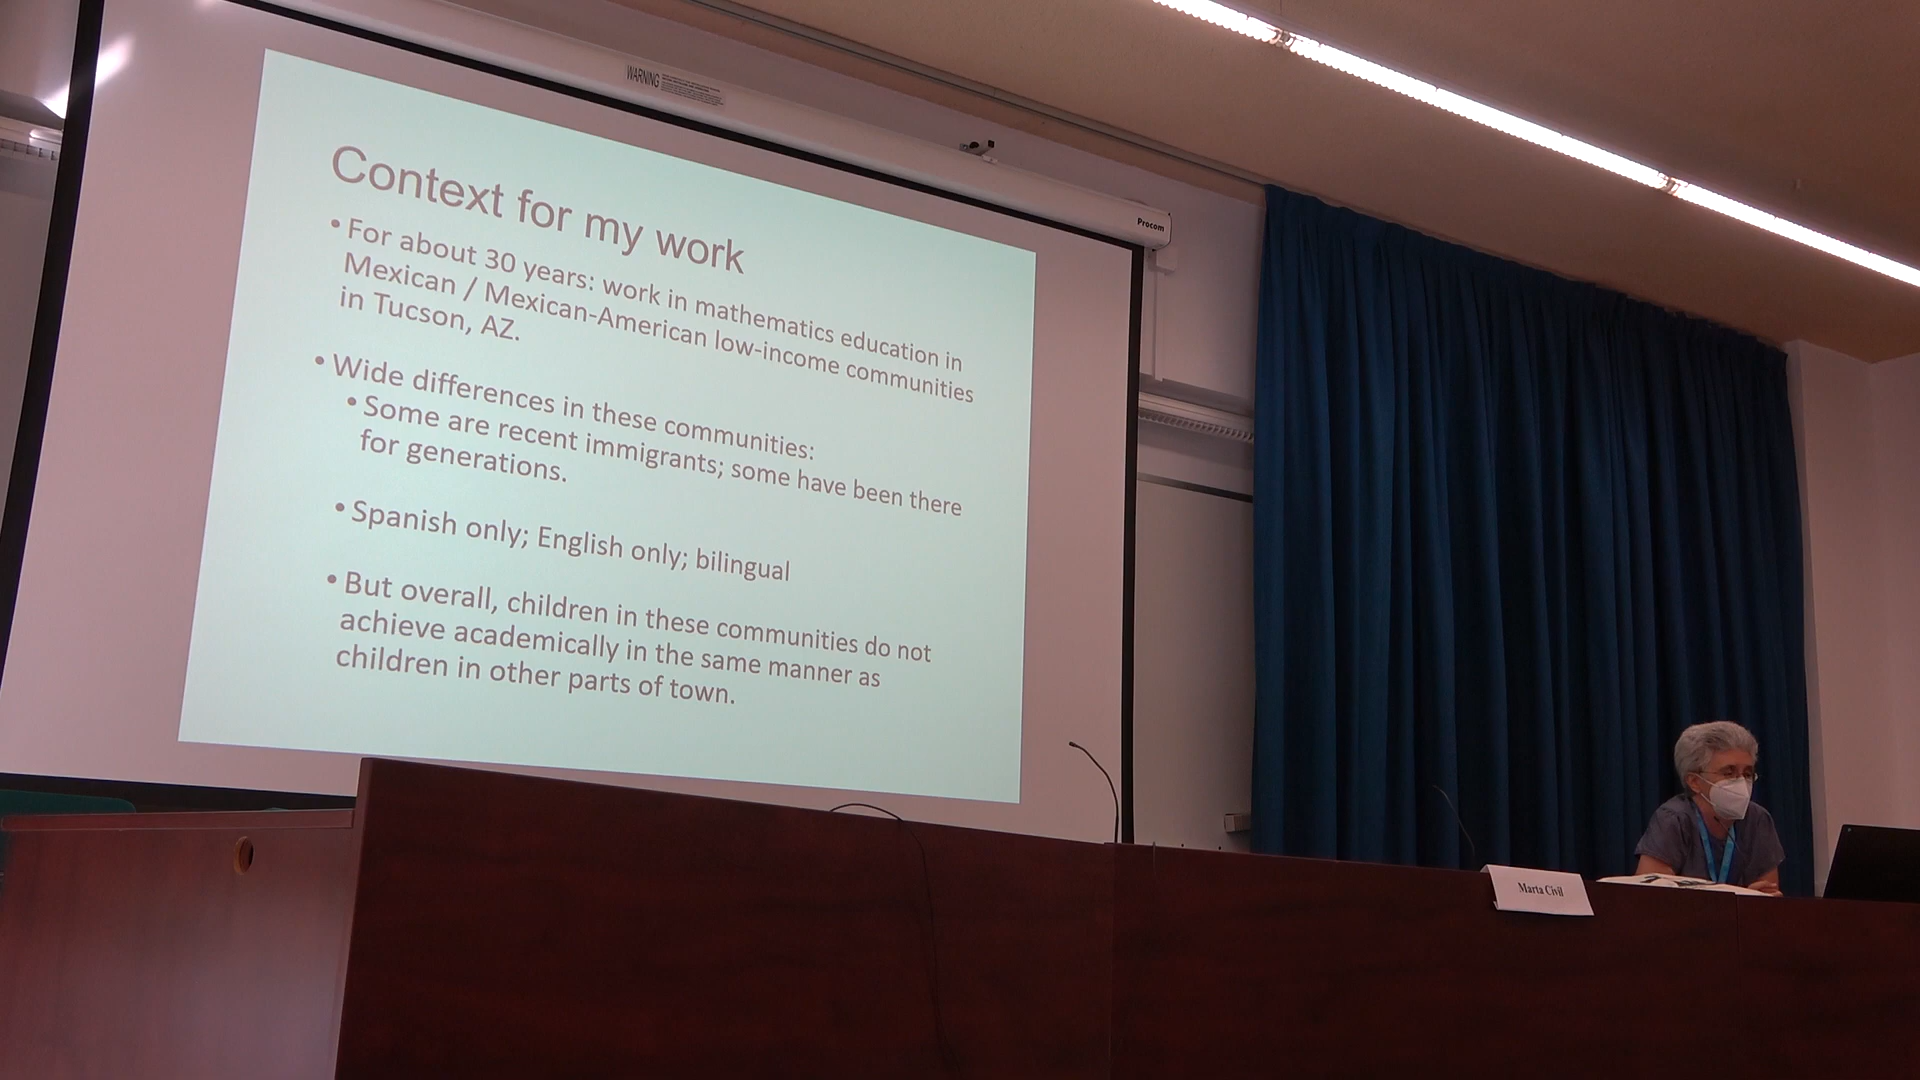 WARNING
Procom
Context for my work
• For about 30 years: work in mathematics education in
Mexican / Mexican-American low-income communities
in Tucson, AZ.
• Wide differences in these communities:
• Some are recent immigrants; some have been there
for generations.
• Spanish only; English only; bilingual
• But overall, children in these communities do not
achieve academically in the same manner as
children in other parts of town.
Marta Civil